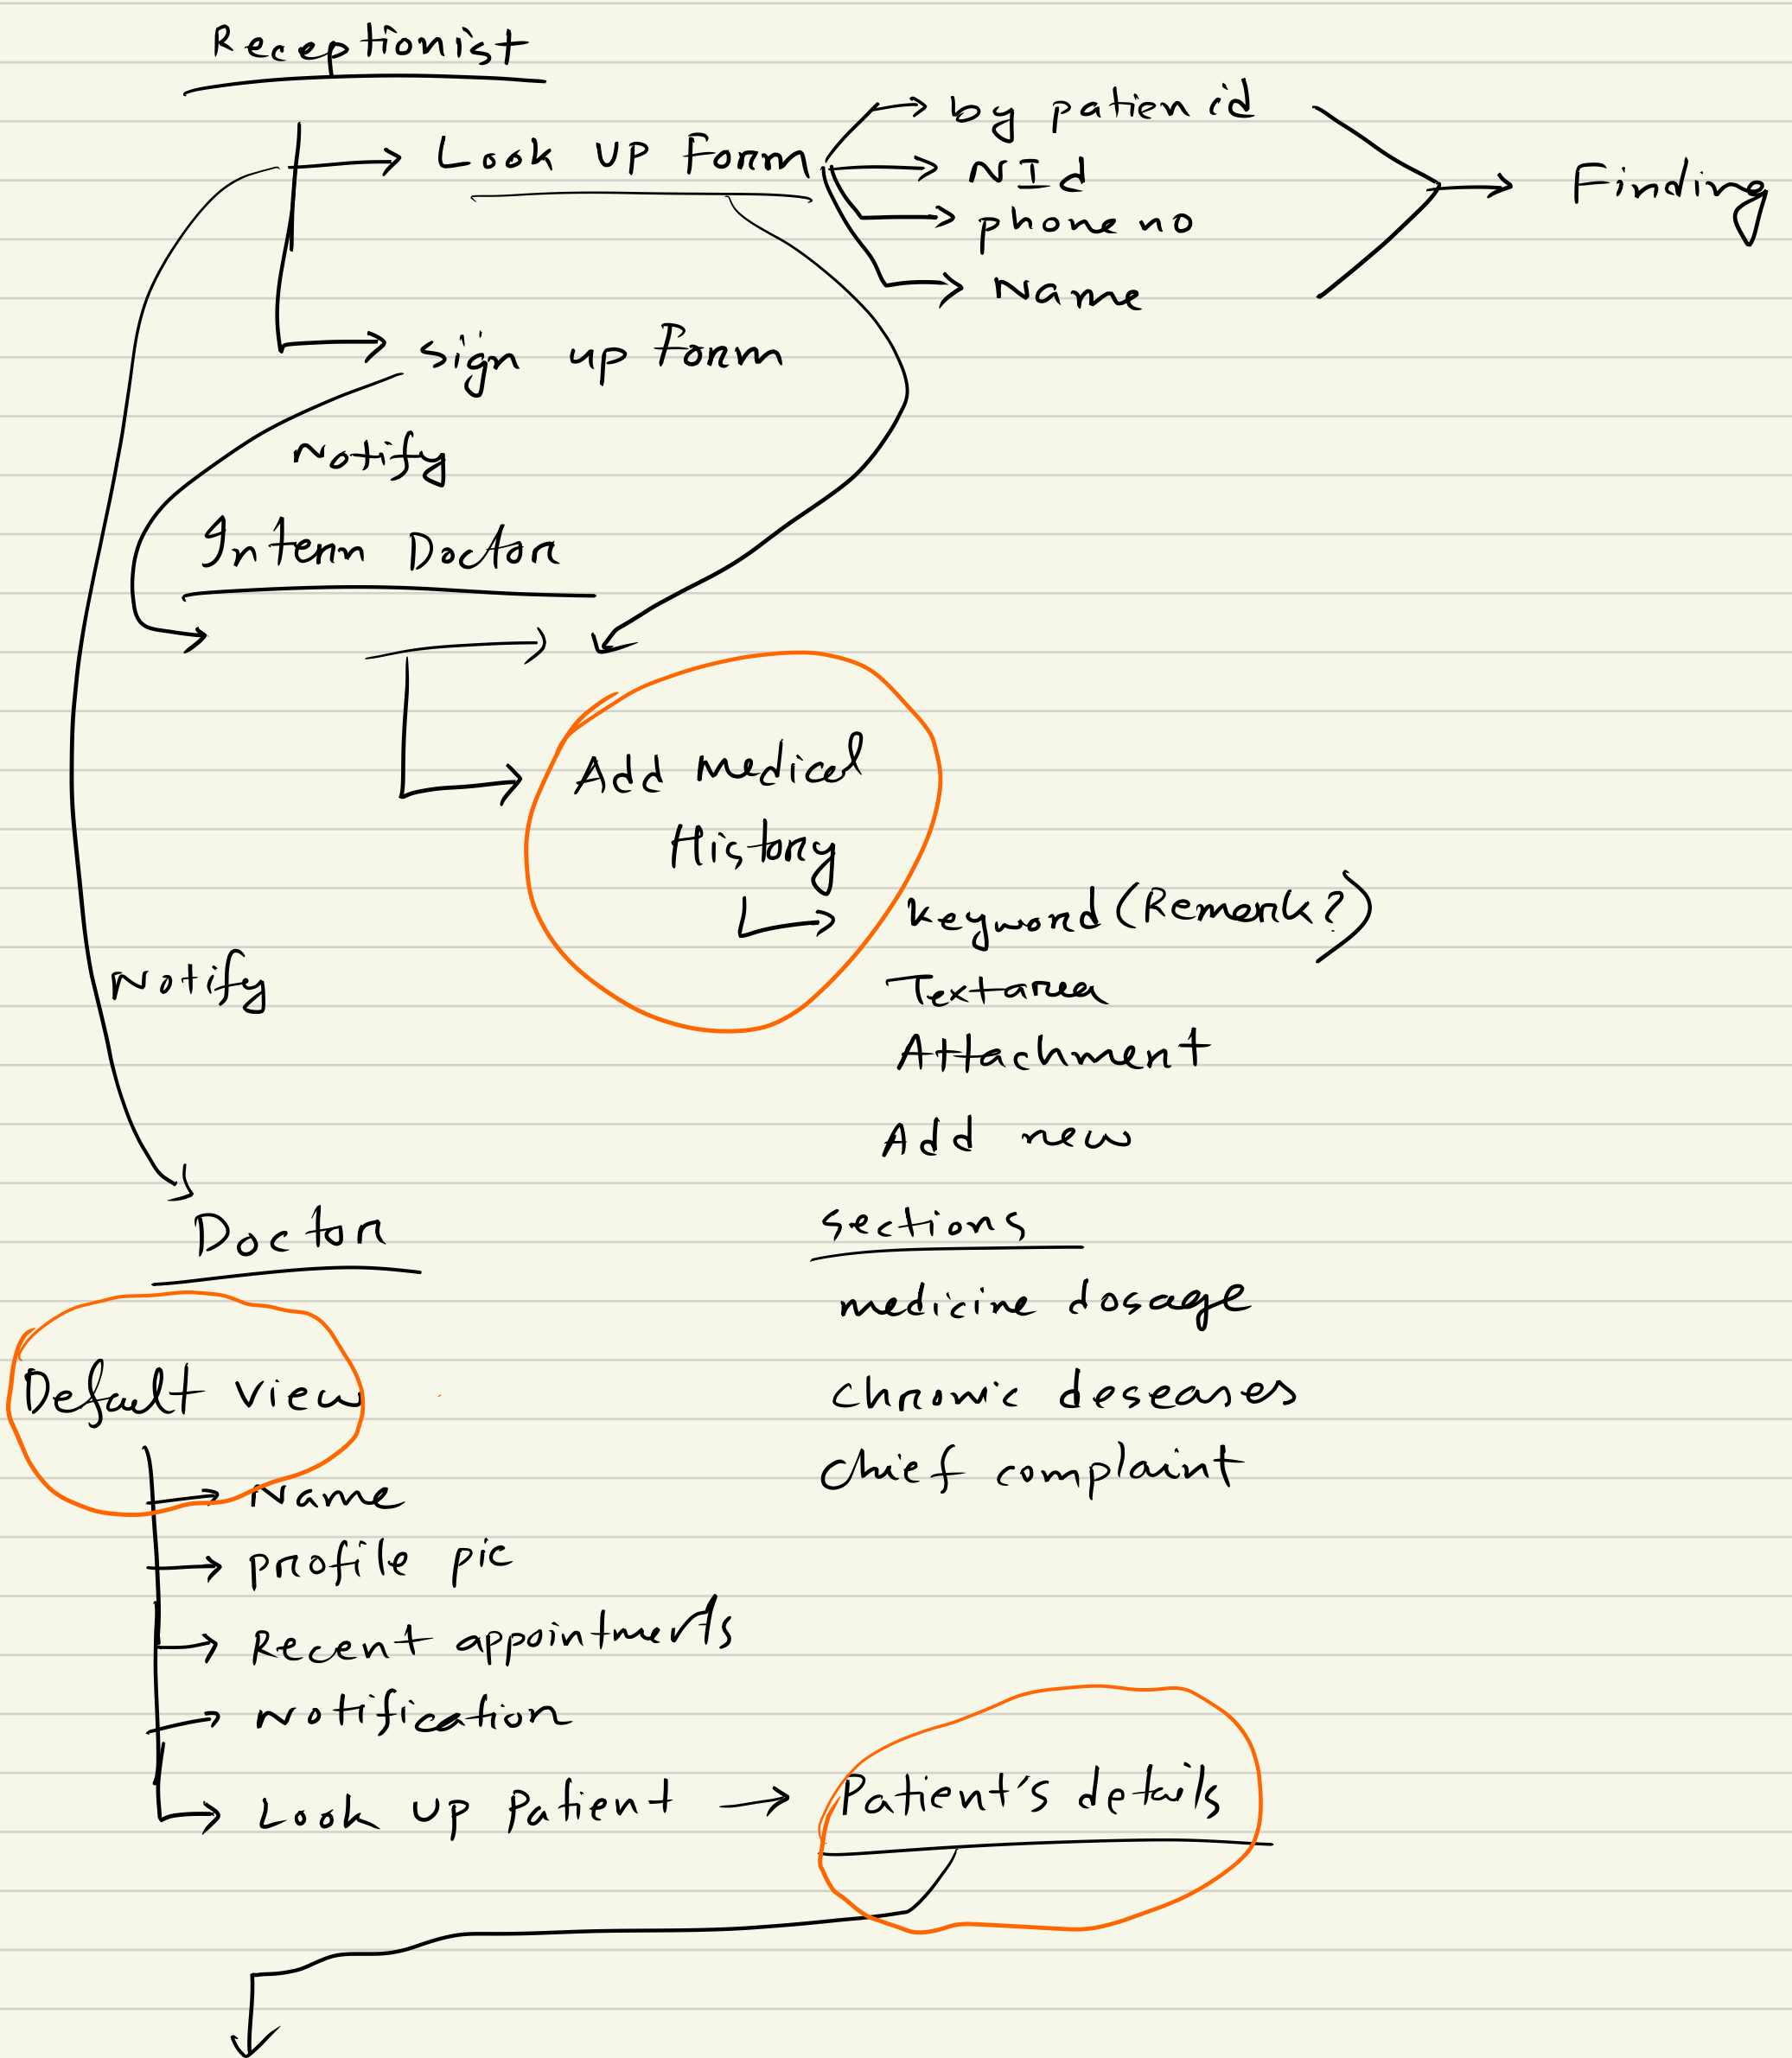 Receptionist
Look up Form
by patien id
NId
phone no
Name
Finding
sign up Form
Notify
Intern Doctor
Add medical
History
Keyword (Remark?)
Textarea
Attachment
Add new
Notify
Doctor
sections
medicine dosage
chronic deseases
chief complaint
Default view
Name
profile pic
Recent appointments
Notification
Look up Patient
Patient's details